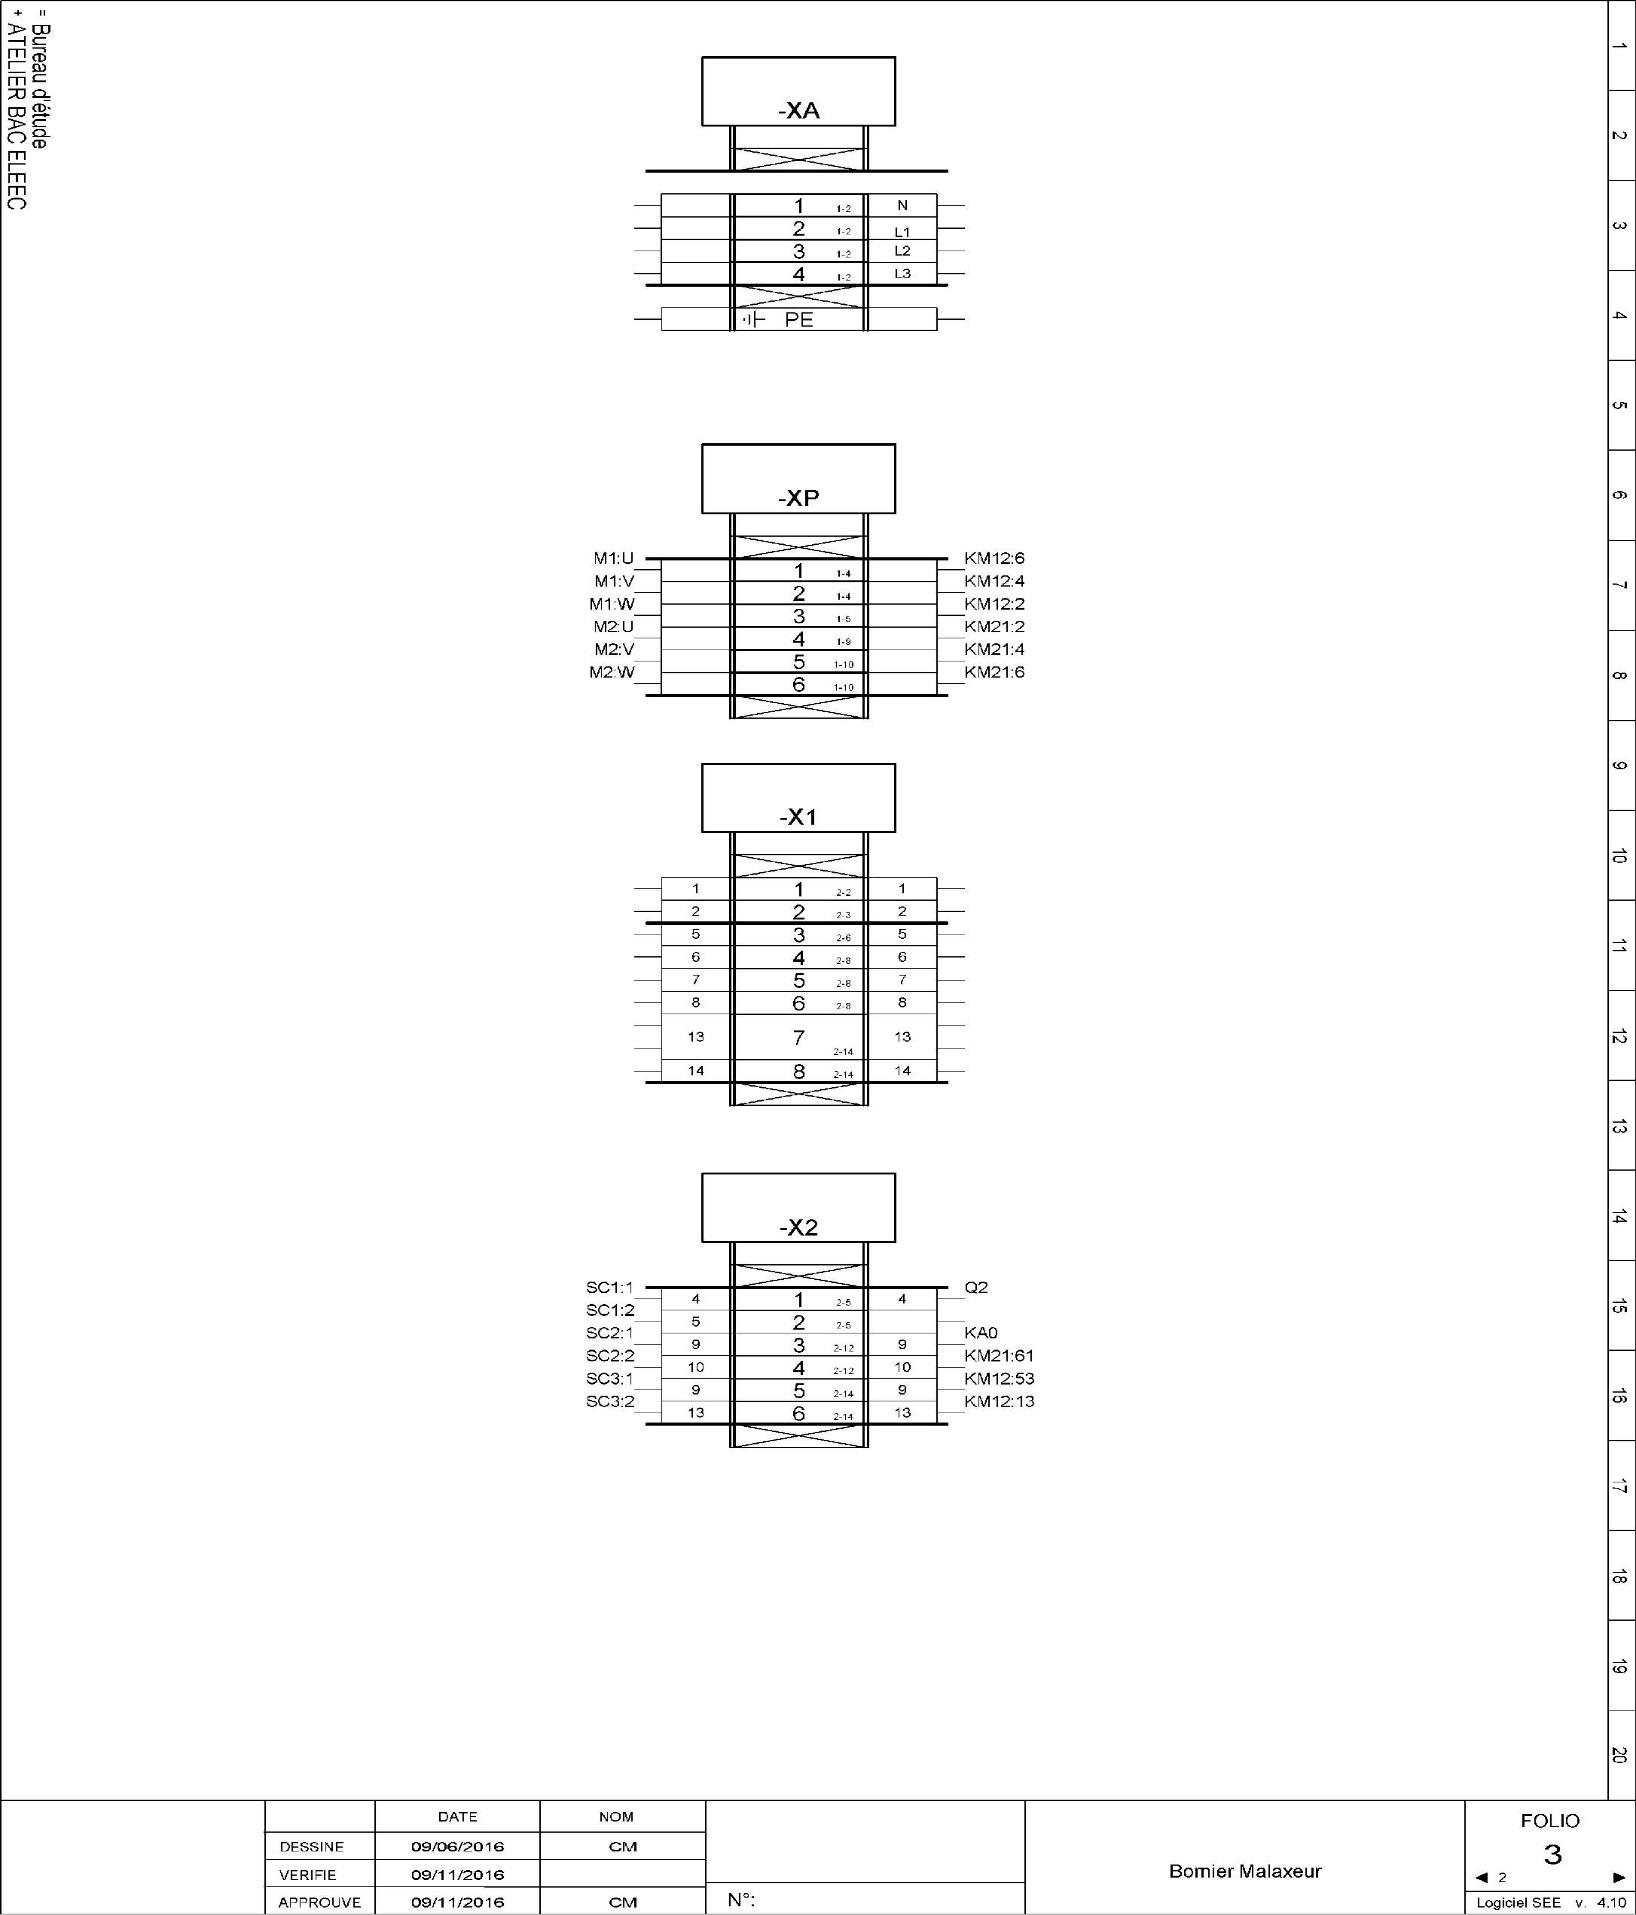 = Bureau d'étude
+ ATELIER BAC ELEEC
1
2
3
4
5
6
7
8
9
10
11
12
13
14
15
16
17
18
19
20
-XA
1 1-2 N
2 1-2 L1
3 1-2 L2
4 1-2 L3
PE
-XP
M1:U KM12:6
1 1-4
M1:V KM12:4
2 1-4
M1:W KM12:2
3 1-5
M2:U KM21:2
4 1-9
M2:V KM21:4
5 1-10
M2:W KM21:6
6 1-10
-X1
1 1 2-2 1
2 2 2-3 2
5 3 2-6 5
6 4 2-8 6
7 5 2-8 7
8 6 2-8 8
13 7 2-14 13
14 8 2-14 14
-X2
SC1:1 Q2
4 1 2-5 4
SC1:2
5 2 2-5
SC2:1 KA0
9 3 2-12 9
SC2:2 KM21:61
10 4 2-12 10
SC3:1 KM12:53
9 5 2-14 9
SC3:2 KM12:13
13 6 2-14 13
DATE NOM
DESSINE 09/06/2016 CM
VERIFIE 09/11/2016
APPROUVE 09/11/2016 CM
N°:
Bornier Malaxeur
FOLIO
3
2
Logiciel SEE v. 4.10